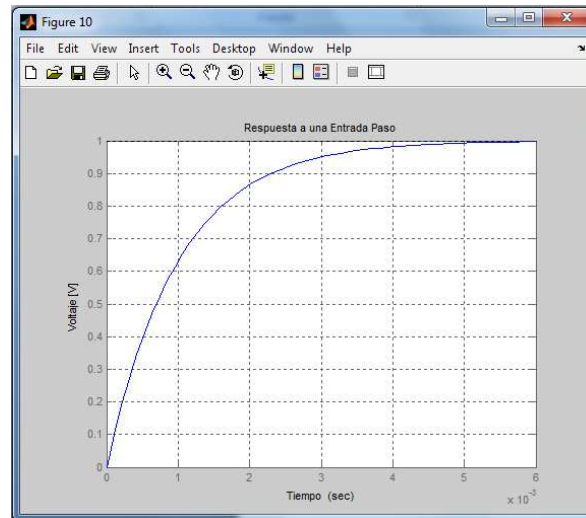 Figure 10
File Edit View Insert Tools Desktop Window Help
Respuesta a una Entrada Paso
1
0.9
0.8
0.7
0.6
0.5
0.4
0.3
0.2
0.1
0
Voltaje [V]
0 1 2 3 4 5 6
Tiempo (sec)
x 10⁻³